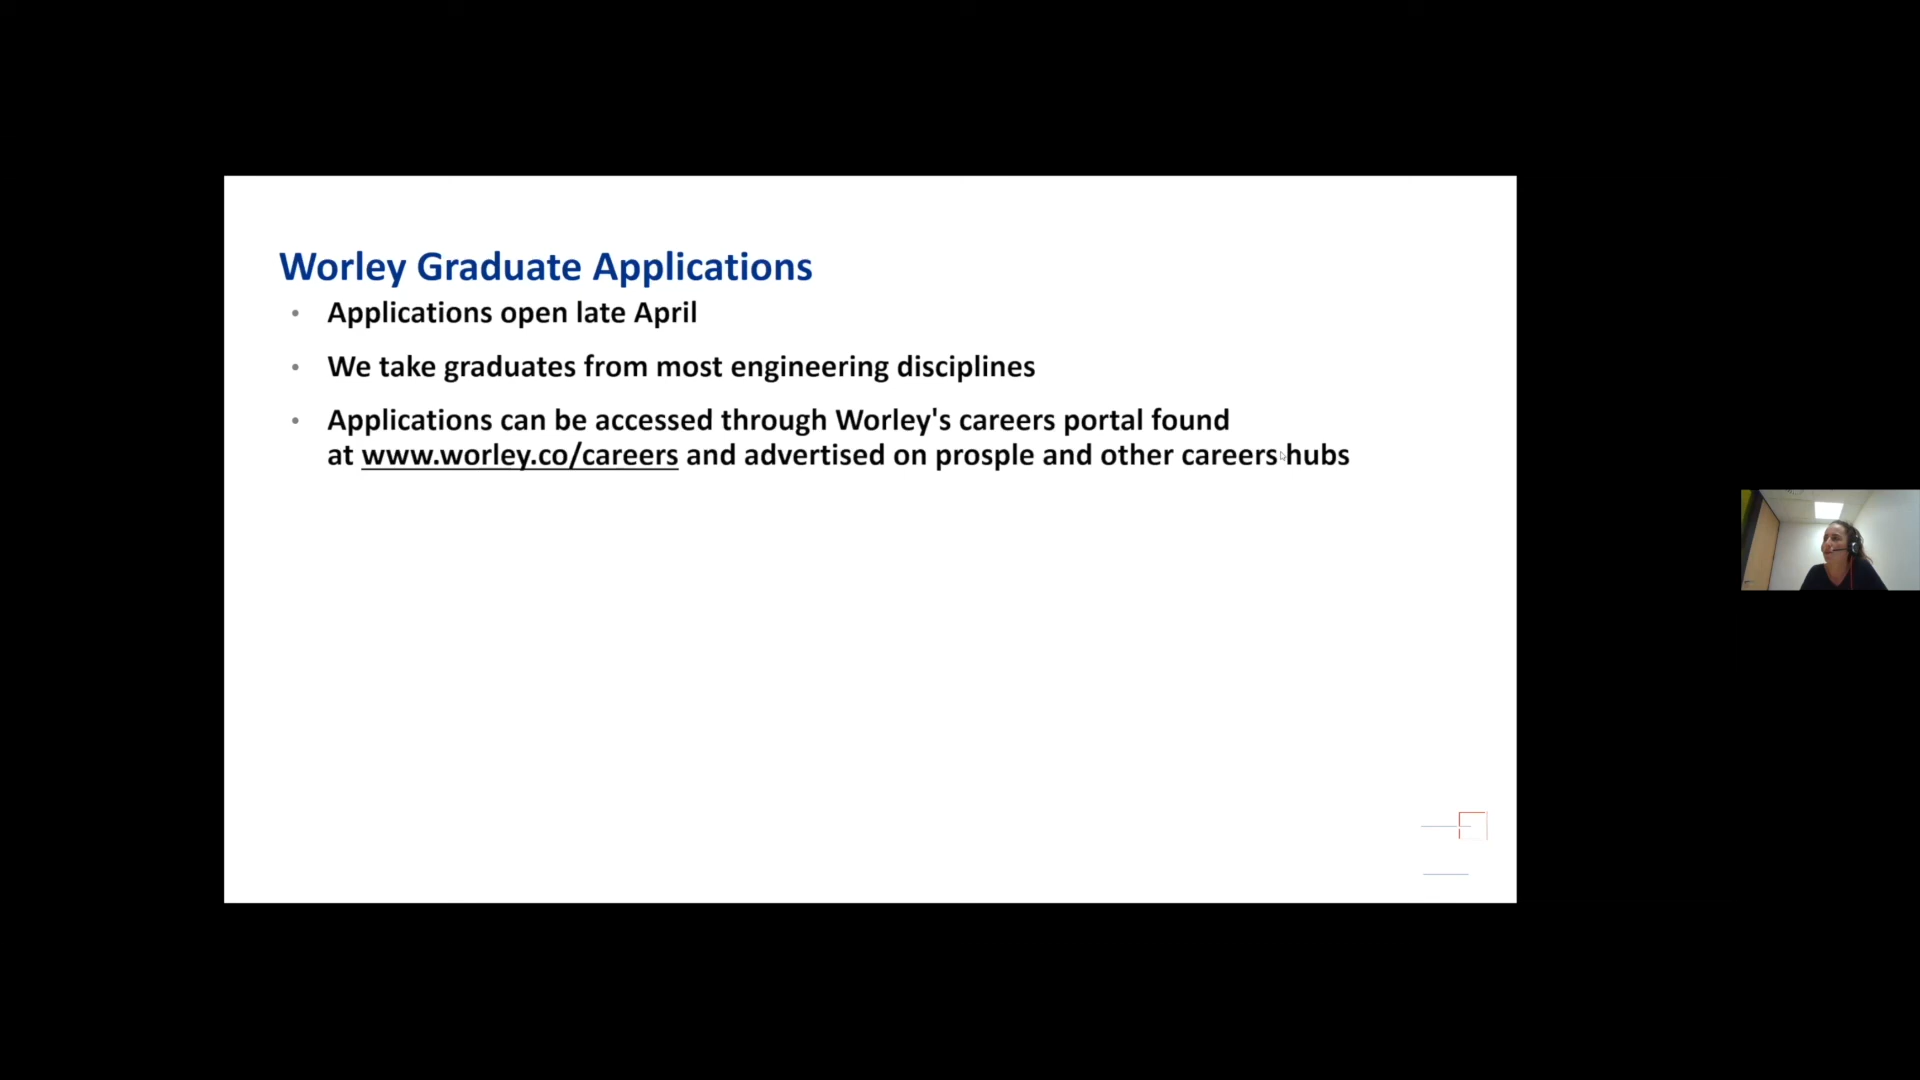 Worley Graduate Applications
• Applications open late April
• We take graduates from most engineering disciplines
• Applications can be accessed through Worley's careers portal found
at www.worley.co/careers and advertised on prosple and other careers hubs